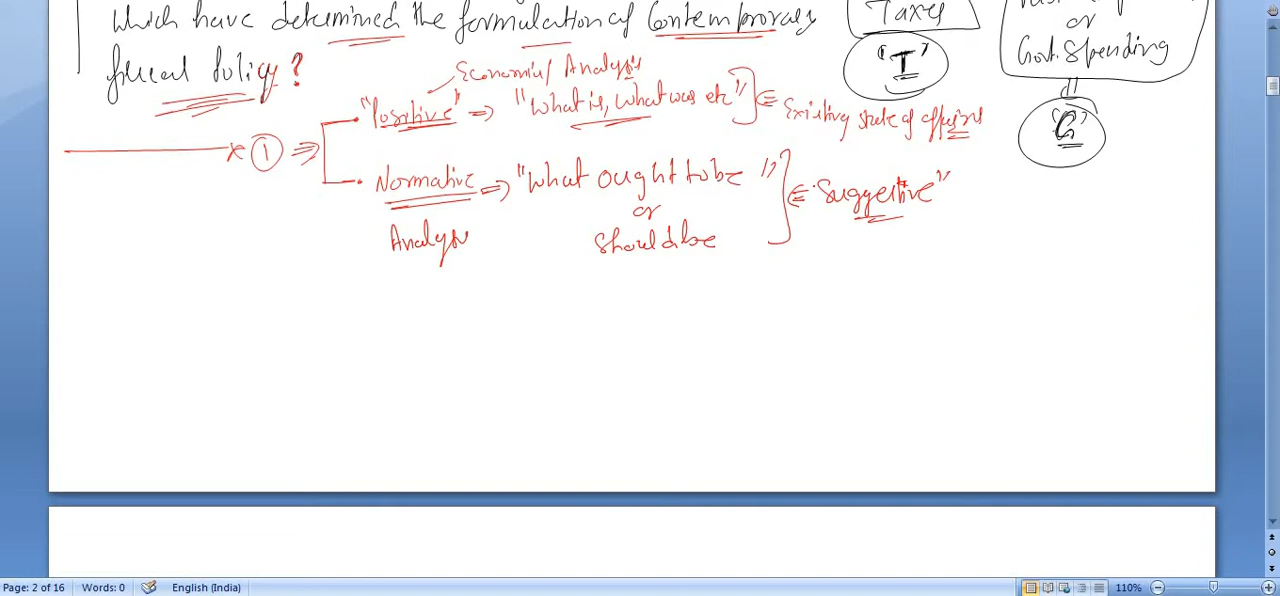 which have determined the formulation of Contemporary
fiscal policy?
Taxes
"T"
or
Govt. Spending
"G"
Economic Analysis
"Positive" ⇒ "What is, What was etc" Existing state of affairs
① ⇒
Normative ⇒ "What ought to be" "Suggestive"
or
Analysis should be
Page: 2 of 16 Words: 0 English (India) 110%